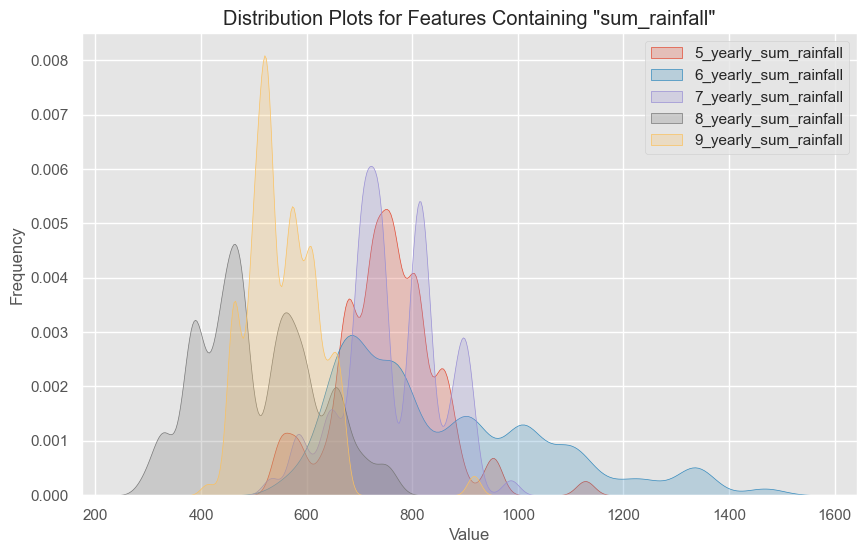 Distribution Plots for Features Containing "sum_rainfall"
5_yearly_sum_rainfall
6_yearly_sum_rainfall
7_yearly_sum_rainfall
8_yearly_sum_rainfall
9_yearly_sum_rainfall
Frequency
0.008
0.007
0.006
0.005
0.004
0.003
0.002
0.001
0.000
200 400 600 800 1000 1200 1400 1600
Value